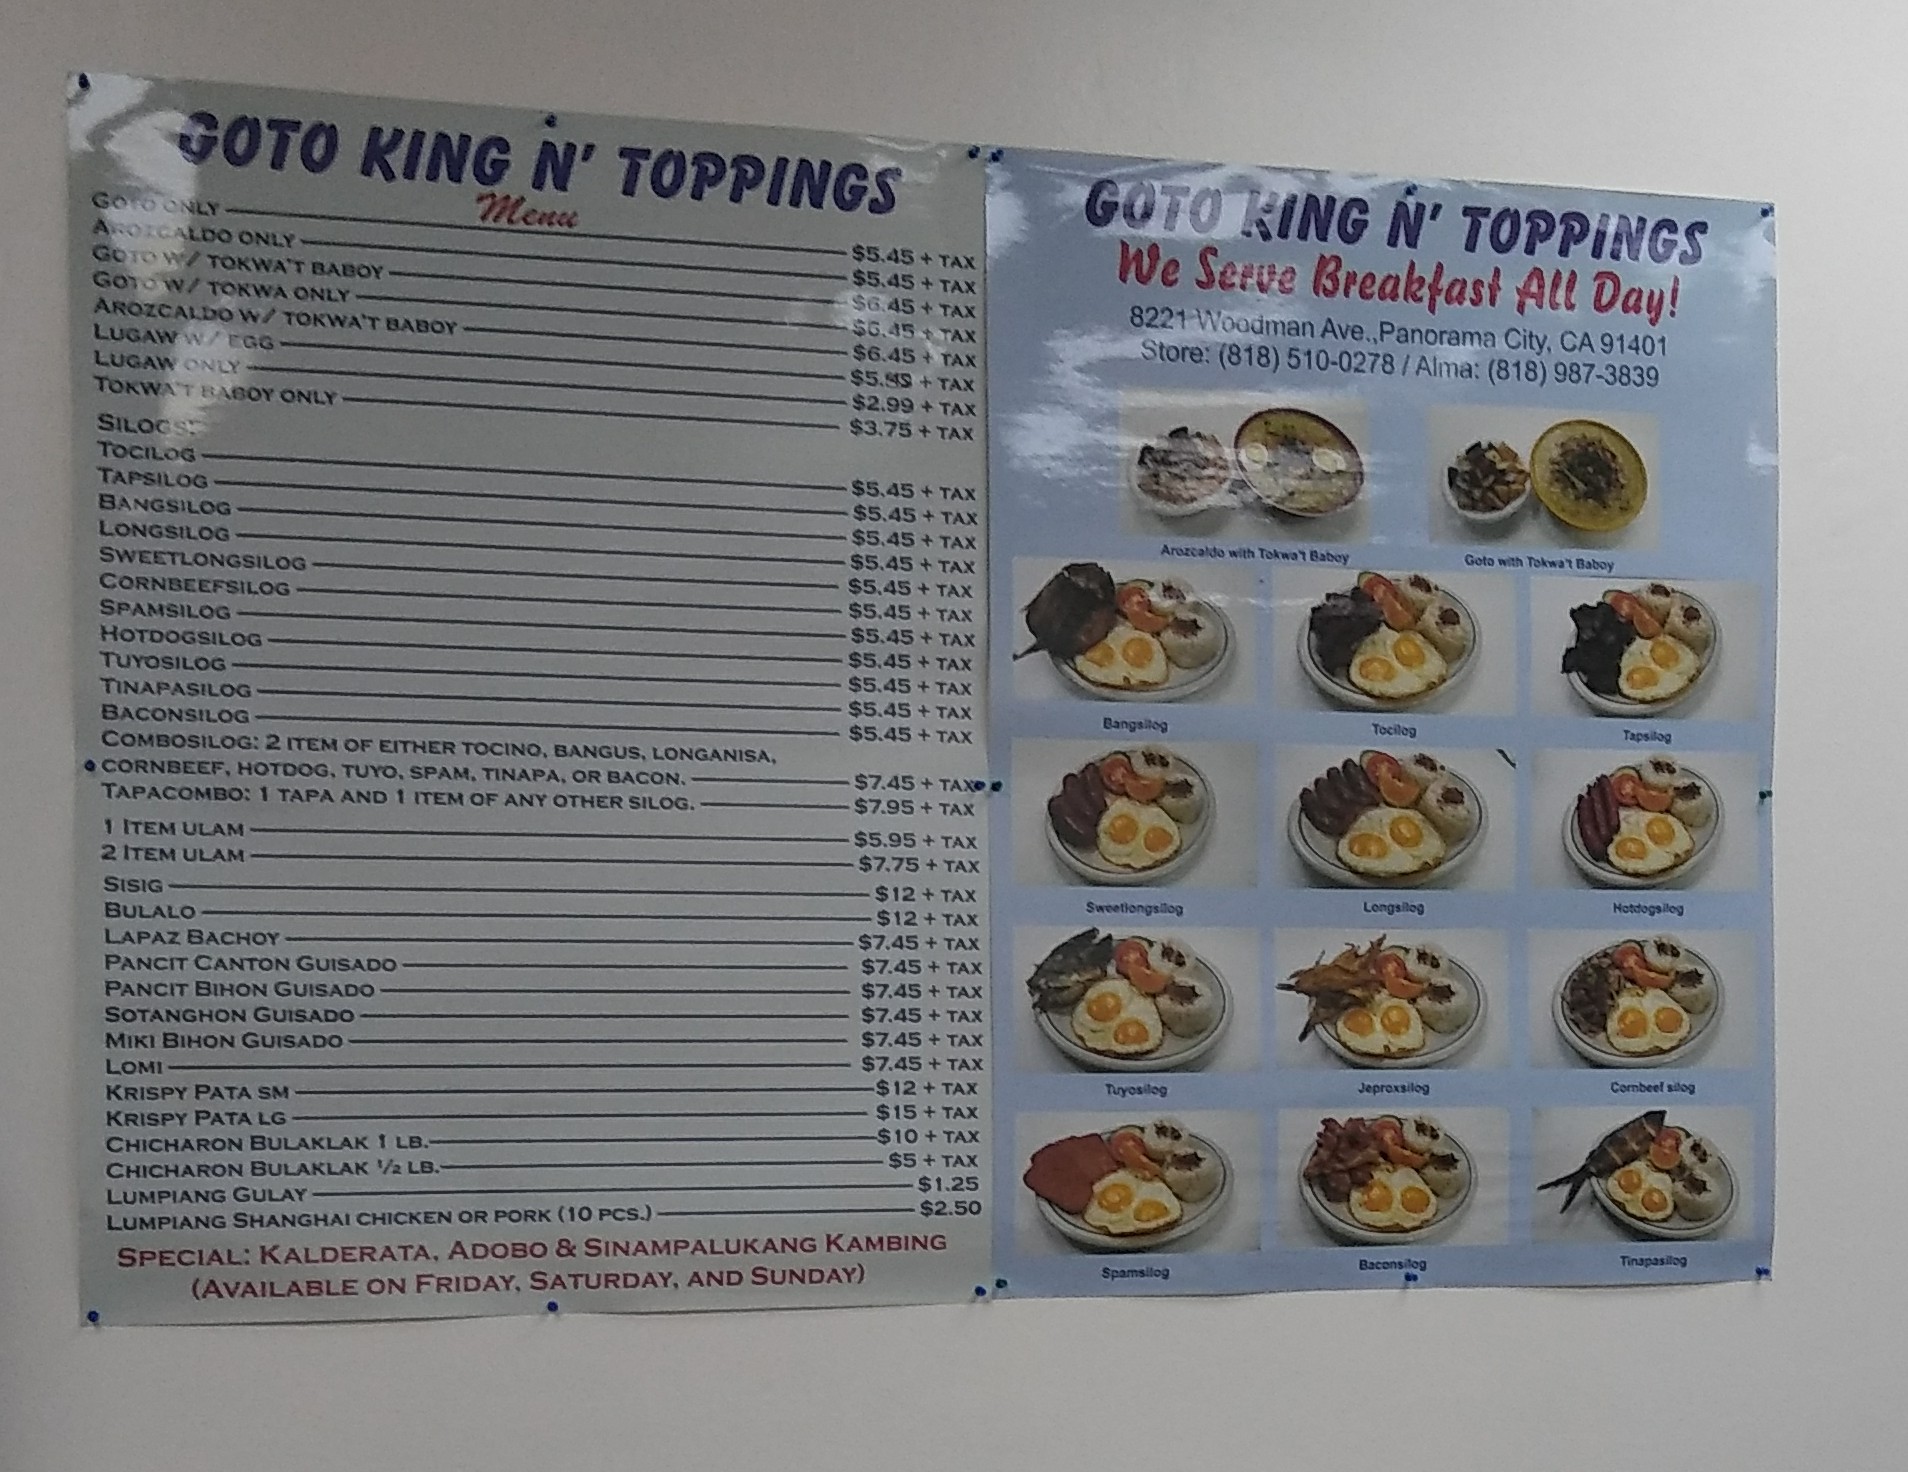 GOTO KING N' TOPPINGS
Menu
GOTO ONLY $5.45 + TAX
AROZCALDO ONLY $5.45 + TAX
GOTO W/ TOKWA'T BABOY $6.45 + TAX
GOTO W/ TOKWA ONLY $6.45 + TAX
AROZCALDO W/ TOKWA'T BABOY $6.45 + TAX
LUGAW W/ EGG + TAX
LUGAW ONLY $2.99 + TAX
TOKWA'T BABOY ONLY $3.75 + TAX
SILOGS:
TOCILOG $5.45 + TAX
TAPSILOG $5.45 + TAX
BANGSILOG $5.45 + TAX
LONGSILOG $5.45 + TAX
SWEETLONGSILOG $5.45 + TAX
CORNBEEFSILOG $5.45 + TAX
SPAMSILOG $5.45 + TAX
HOTDOGSILOG $5.45 + TAX
TUYOSILOG $5.45 + TAX
TINAPASILOG $5.45 + TAX
BACONSILOG $5.45 + TAX
COMBOSILOG: 2 ITEM OF EITHER TOCINO, BANGUS, LONGANISA,
CORNBEEF, HOTDOG, TUYO, SPAM, TINAPA, OR BACON. $7.45 + TAX
TAPACOMBO: 1 TAPA AND 1 ITEM OF ANY OTHER SILOG. $7.95 + TAX
1 ITEM ULAM $5.95 + TAX
2 ITEM ULAM $7.75 + TAX
SISIG $12 + TAX
BULALO $12 + TAX
LAPAZ BACHOY $7.45 + TAX
PANCIT CANTON GUISADO $7.45 + TAX
PANCIT BIHON GUISADO $7.45 + TAX
SOTANGHON GUISADO $7.45 + TAX
MIKI BIHON GUISADO $7.45 + TAX
LOMI $7.45 + TAX
KRISPY PATA SM $12 + TAX
KRISPY PATA LG $15 + TAX
CHICHARON BULAKLAK 1 LB. $10 + TAX
CHICHARON BULAKLAK 1/2 LB. $5 + TAX
LUMPIANG GULAY $1.25
LUMPIANG SHANGHAI CHICKEN OR PORK (10 PCS.) $2.50
SPECIAL: KALDERATA, ADOBO & SINAMPALUKANG KAMBING
(AVAILABLE ON FRIDAY, SATURDAY, AND SUNDAY)
GOTO KING N' TOPPINGS
We Serve Breakfast All Day!
8221 Woodman Ave.,Panorama City, CA 91401
Store: (818) 510-0278 / Alma: (818) 987-3839
Arozcaldo with Tokwa't Baboy
Goto with Tokwa't Baboy
Bangsilog
Tocilog
Tapsilog
Sweetlongsilog
Longsilog
Hotdogsilog
Tuyosilog
Jeproxsilog
Cornbeef silog
Spamsilog
Baconsilog
Tinapasilog